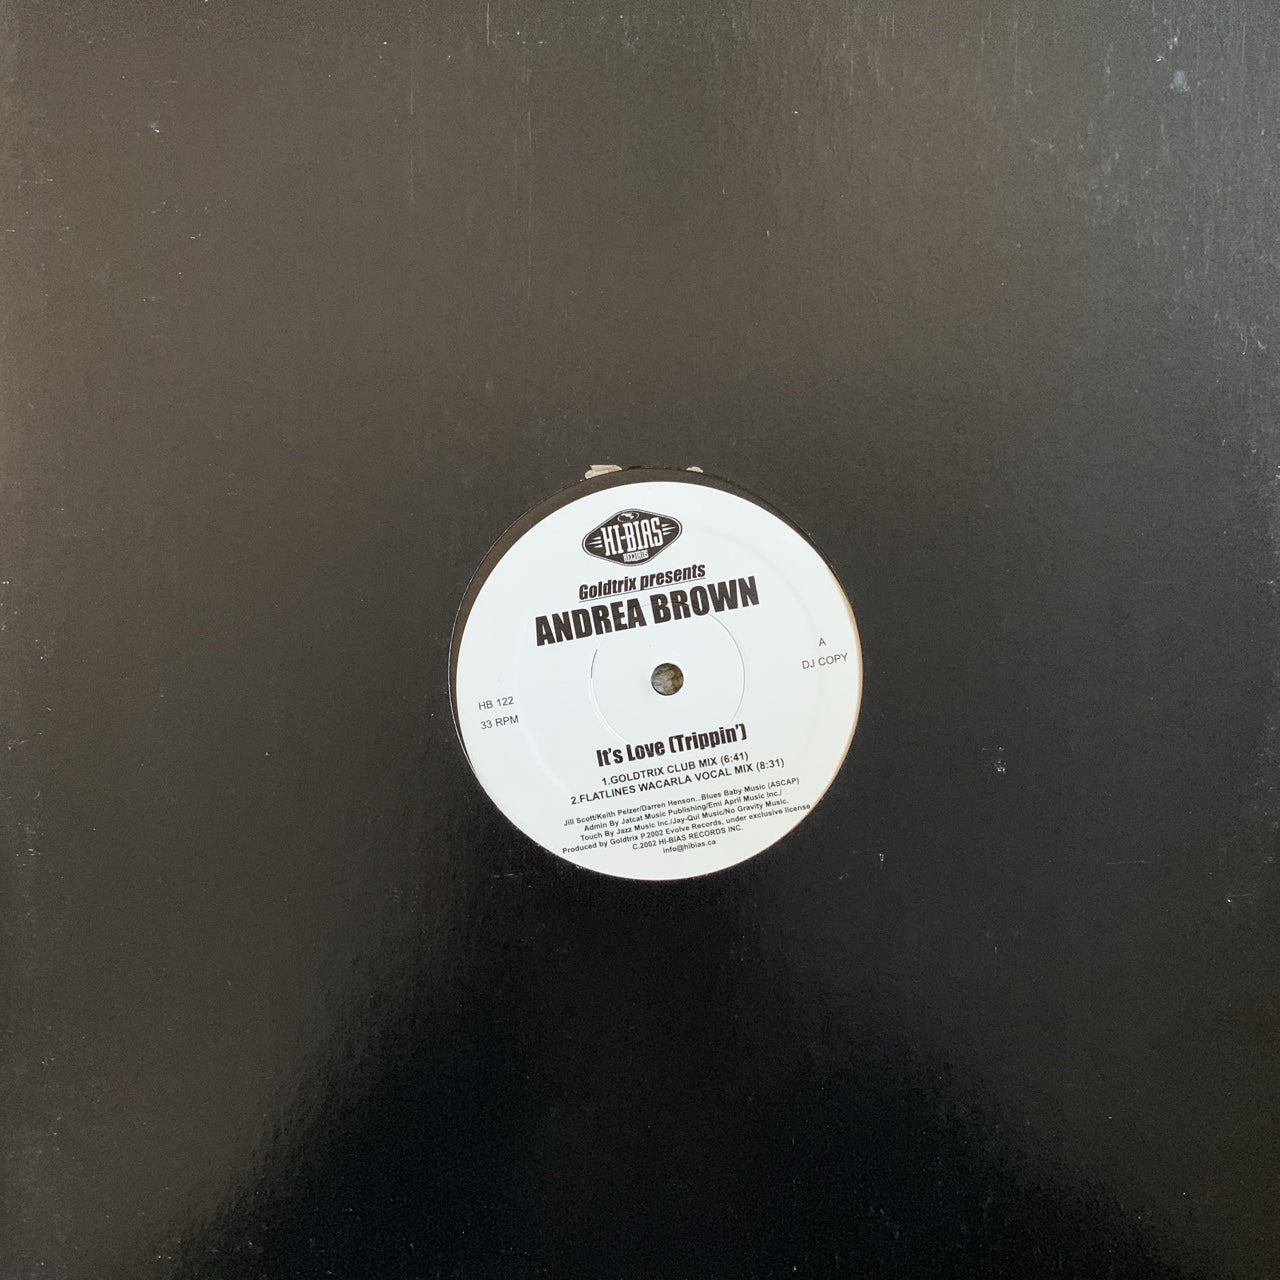 HI-BIAS
RECORDS
Goldtrix presents
ANDREA BROWN
A
DJ COPY
HB 122
33 RPM
It's Love (Trippin')
1.GOLDTRIX CLUB MIX (6:41)
2.FLATLINES WACARLA VOCAL MIX (8:31)
Jill Scott/Keith Pelzer/Darren Henson...Blues Baby Music (ASCAP)
Admin By Jatcat Music Publishing/Emi April Music Inc./
Touch By Jazz Music Inc./Jay-Qui Music/No Gravity Music.
Produced by Goldtrix P.2002 Evolve Records, under exclusive license
C.2002 HI-BIAS RECORDS INC.
info@hibias.ca